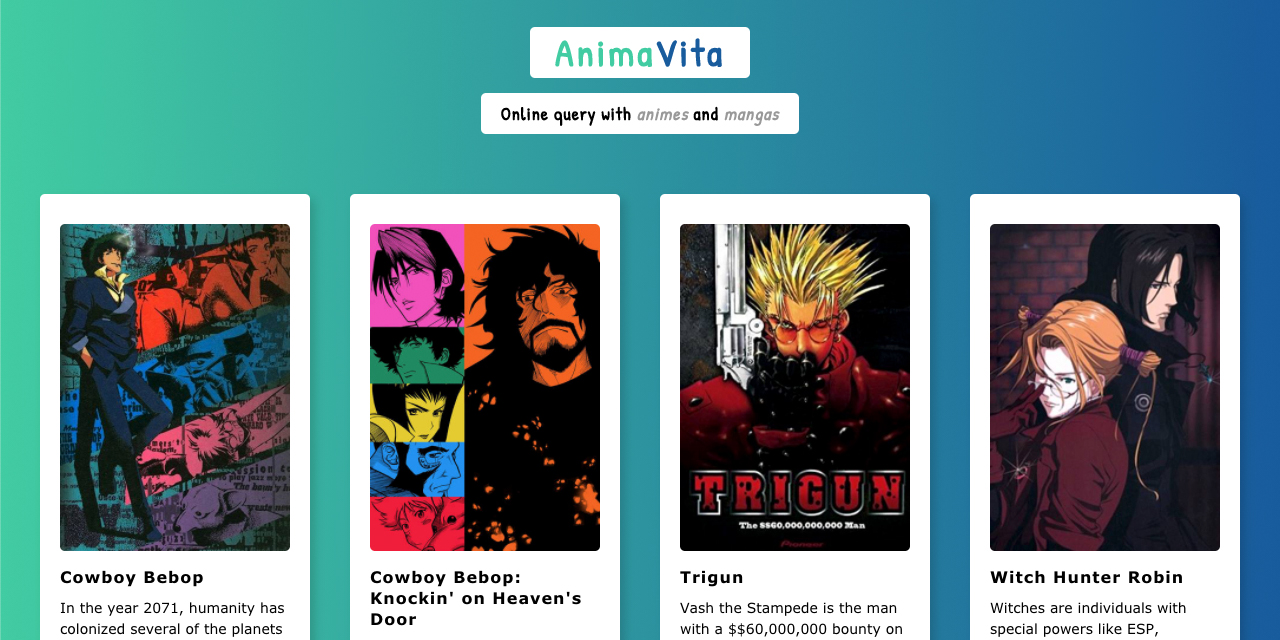 AnimaVita
Online query with animes and mangas
TRIGUN
The $$60,000,000,000 Man
Pioneer
Cowboy Bebop
In the year 2071, humanity has
colonized several of the planets
Cowboy Bebop:
Knockin' on Heaven's
Door
Trigun
Vash the Stampede is the man
with a $$60,000,000 bounty on
Witch Hunter Robin
Witches are individuals with
special powers like ESP,